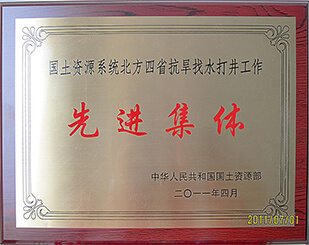 国土资源系统北方四省抗旱找水打井工作
先进集体
中华人民共和国国土资源部
二〇一一年四月
2011/07/01